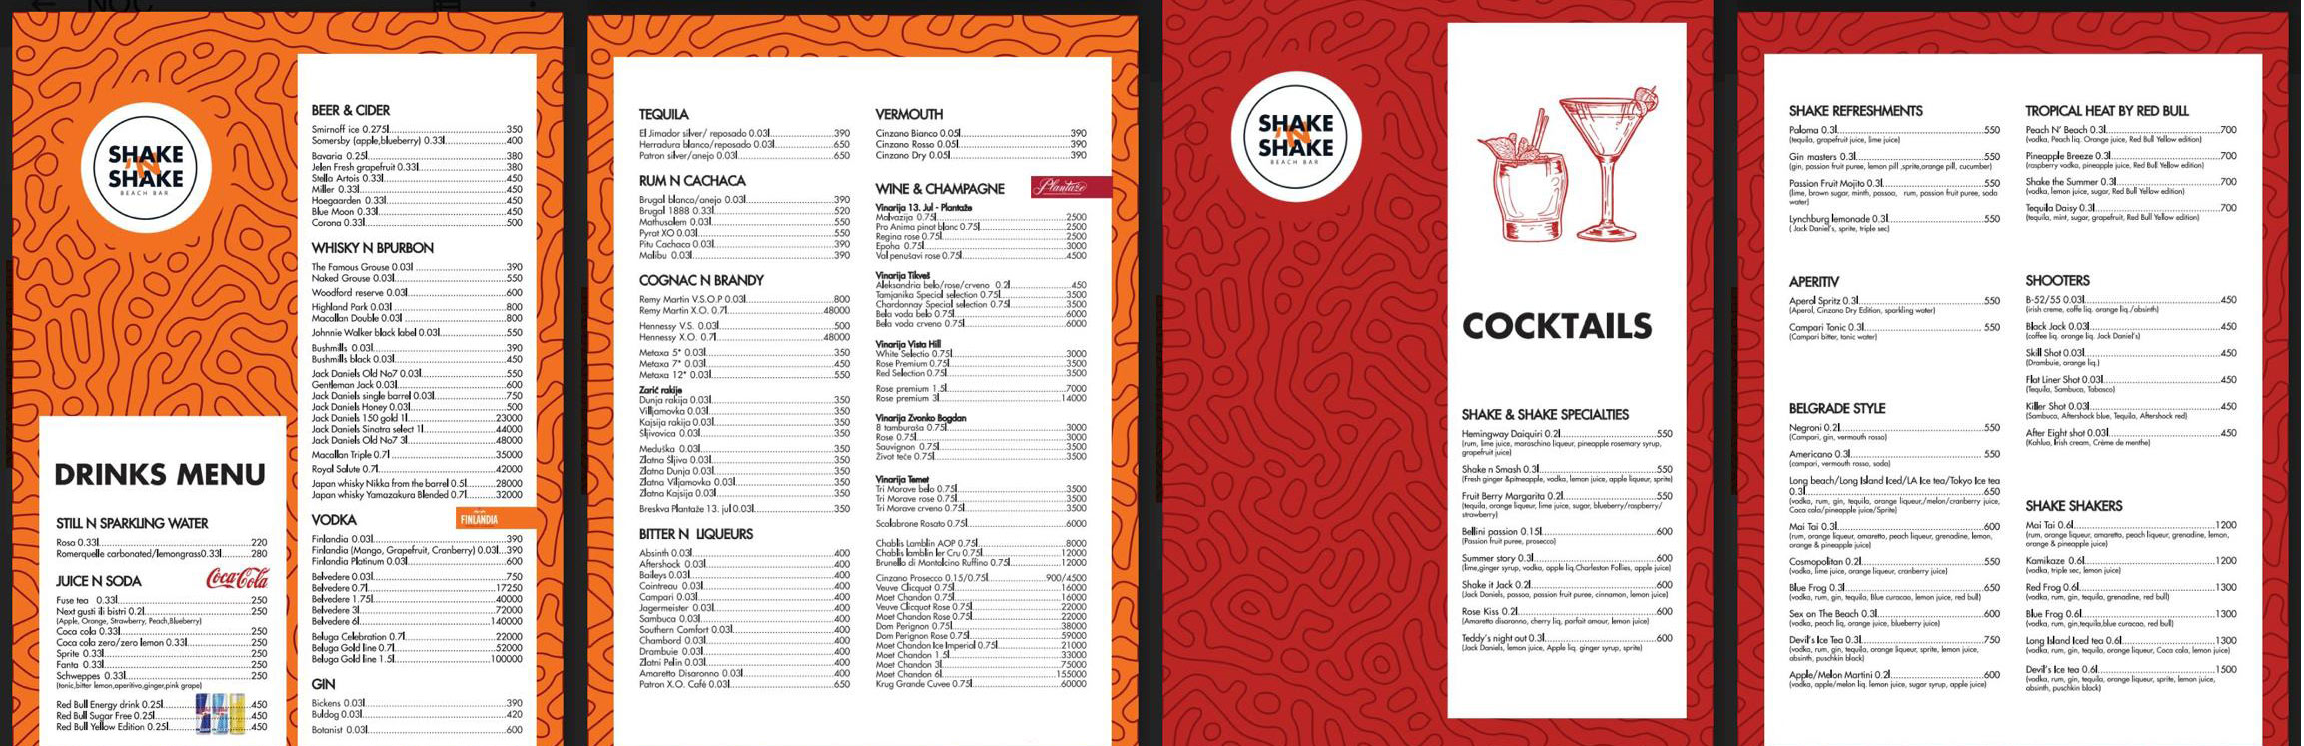 NOC
SHAKE
'N
SHAKE
BEACH BAR
DRINKS MENU
STILL N SPARKLING WATER
Rosa 0.33l 220
Romerquelle carbonated/lemongrass0.33l 280
JUICE N SODA
Coca-Cola
Fuse tea 0.33l 250
Next gusti ili bistri 0.2l 250
(Apple, Orange, Strawberry, Peach,Blueberry)
Coca cola 0.33l 250
Coca cola zero/zero lemon 0.33l 250
Sprite 0.33l 250
Fanta 0.33l 250
Schweppes 0.33l 250
(tonic,bitter lemon,aperitivo,ginger,pink grape)
Red Bull Energy drink 0.25l 450
Red Bull Sugar Free 0.25l 450
Red Bull Yellow Edition 0.25l 450
BEER & CIDER
Smirnoff ice 0.275l 350
Somersby (apple,blueberry) 0.33l 400
Bavaria 0.25l 380
Jelen Fresh grapefruit 0.33l 380
Stella Artois 0.33l 450
Miller 0.33l 450
Hoegaarden 0.33l 450
Blue Moon 0.33l 450
Corona 0.33l 500
WHISKY N BPURBON
The Famous Grouse 0.03l 390
Naked Grouse 0.03l 550
Woodford reserve 0.03l 600
Highland Park 0.03l 800
Macallan Double 0.03l 800
Johnnie Walker black label 0.03l 550
Bushmills 0.03l 390
Bushmills black 0.03l 450
Jack Daniels Old No7 0.03l 550
Gentleman Jack 0.03l 600
Jack Daniels single barrel 0.03l 750
Jack Daniels Honey 0.03l 500
Jack Daniels 150 gold 1l 23000
Jack Daniels Sinatra select 1l 44000
Jack Daniels Old No7 3l 48000
Macallan Triple 0.7l 35000
Royal Salute 0.7l 42000
Japan whisky Nikka from the barrel 0.5l 28000
Japan whisky Yamazakura Blended 0.7l 32000
VODKA
FINLANDIA
Finlandia 0.03l 390
Finlandia (Mango, Grapefruit, Cranberry) 0.03l 390
Finlandia Platinum 0.03l 600
Belvedere 0.03l 750
Belvedere 0.7l 17250
Belvedere 1.75l 40000
Belvedere 3l 72000
Belvedere 6l 140000
Beluga Celebration 0.7l 22000
Beluga Gold line 0.7l 52000
Beluga Gold line 1.5l 100000
GIN
Bickens 0.03l 390
Buldog 0.03l 420
Botanist 0.03l 600
TEQUILA
El Jimador silver/ reposado 0.03l 390
Herradura blanco/reposado 0.03l 650
Patron silver/anejo 0.03l 650
RUM N CACHACA
Brugal blanco/anejo 0.03l 390
Brugal 1888 0.33l 520
Mathusalem 0.03l 550
Pyrat XO 0.03l 550
Pitu Cachaca 0.03l 390
Malibu 0.03l 390
COGNAC N BRANDY
Remy Martin V.S.O.P 0.03l 800
Remy Martin X.O. 0.7l 48000
Hennessy V.S. 0.03l 500
Hennessy X.O. 0.7l 48000
Metaxa 5* 0.03l 350
Metaxa 7* 0.03l 450
Metaxa 12* 0.03l 550
Zarić rakije
Dunja rakija 0.03l 350
Villjamovka 0.03l 350
Kajsija rakija 0.03l 350
Šljivovica 0.03l 350
Meduška 0.03l 350
Zlatna Šljiva 0.03l 350
Zlatna Dunja 0.03l 350
Zlatna Viljamovka 0.03l 350
Zlatna Kajsija 0.03l 350
Breskva Plantaže 13. jul 0.03l 350
BITTER N LIQUEURS
Absinth 0.03l 400
Aftershock 0.03l 400
Baileys 0.03l 400
Cointreau 0.03l 400
Campari 0.03l 400
Jagermeister 0.03l 400
Sambuca 0.03l 400
Southern Comfort 0.03l 400
Chambord 0.03l 400
Drambuie 0.03l 400
Zlatni Pelin 0.03l 400
Amaretto Disaronno 0.03l 400
Patron X.O. Café 0.03l 650
VERMOUTH
Cinzano Bianco 0.05l 390
Cinzano Rosso 0.05l 390
Cinzano Dry 0.05l 390
WINE & CHAMPAGNE
Plantaže
Vinarija 13. Jul - Plantaže
Malvazija 0.75l 2500
Pro Anima pinot blanc 0.75l 2500
Regina rose 0.75l 2500
Epoha 0.75l 3000
Val penušavi rose 0.75l 4500
Vinarija Tikveš
Aleksandria belo/rose/crveno 0.2l 450
Tamjanika Special selection 0.75l 3500
Chardonnay Special selection 0.75l 3500
Bela voda belo 0.75l 6000
Bela voda crveno 0.75l 6000
Vinarija Vista Hill
White Selectio 0.75l 3000
Rose Premium 0.75l 3500
Red Selection 0.75l 3500
Rose premium 1.5l 7000
Rose premium 3l 14000
Vinarija Zvonko Bogdan
8 tamburaša 0.75l 3000
Rose 0.75l 3000
Sauvignon 0.75l 3500
Život teče 0.75l 3500
Vinarija Temet
Tri Morave belo 0.75l 3500
Tri Morave rose 0.75l 3500
Tri Morave crveno 0.75l 3500
Scalabrone Rosato 0.75l 6000
Chablis Lamblin AOP 0.75l 8000
Chablis lamblin ler Cru 0.75l 12000
Brunello di Montalcino Ruffino 0.75l 12000
Cinzano Prosecco 0.15/0.75l 900/4500
Veuve Clicquot 0.75l 16000
Moet Chandon 0.75l 16000
Veuve Clicquot Rose 0.75l 22000
Moet Chandon Rose 0.75l 22000
Dom Perignon 0.75l 38000
Dom Perignon Rose 0.75l 59000
Moet Chandon Ice Imperial 0.75l 21000
Moet Chandon 1.5l 33000
Moet Chandon 3l 75000
Moet Chandon 6l 155000
Krug Grande Cuvee 0.75l 60000
SHAKE
'N
SHAKE
BEACH BAR
COCKTAILS
SHAKE & SHAKE SPECIALTIES
Hemingway Daiquiri 0.2l 550
(rum, lime juice, maraschino liqueur, pineapple rosemary syrup,
grapefruit juice)
Shake n Smash 0.3l 550
(Fresh ginger &pitneapple, vodka, lemon juice, apple liqueur, sprite)
Fruit Berry Margarita 0.2l 550
(tequila, orange liqueur, lime juice, sugar, blueberry/raspberry/
strawberry)
Bellini passion 0.15l 600
(Passion fruit puree, prosecco)
Summer story 0.3l 600
(lime,ginger syrup, vodka, apple liq.Charleston Follies, apple juice)
Shake it Jack 0.2l 600
(Jack Daniels, passoa, passion fruit puree, cinnamon, lemon juice)
Rose Kiss 0.2l 600
(Amaretto disaronno, cherry liq, parfait amour, lemon juice)
Teddy's night out 0.3l 600
(Jack Daniels, lemon juice, Apple liq. ginger syrup, sprite)
SHAKE REFRESHMENTS
Paloma 0.3l 550
(tequila, grapefruit juice, lime juice)
Gin masters 0.3l 550
(gin, passion fruit puree, lemon pill ,sprite,orange pill, cucumber)
Passion Fruit Mojito 0.3l 550
(lime, brown sugar, minth, passoa, rum, passion fruit puree, soda
water)
Lynchburg lemonade 0.3l 550
( Jack Daniel's, sprite, triple sec)
APERITIV
Aperol Spritz 0.3l 550
(Aperol, Cinzano Dry Edition, sparkling water)
Campari Tonic 0.3l 550
(Campari bitter, tonic water)
BELGRADE STYLE
Negroni 0.2l 550
(Campari, gin, vermouth rosso)
Americano 0.3l 550
(campari, vermouth rosso, soda)
Long beach/Long Island Iced/LA Ice tea/Tokyo Ice tea
0.3l 650
(vodka, rum, gin, tequila, orange liqueur,/melon/cranberry juice,
Coca cola/pineapple juice/Sprite)
Mai Tai 0.3l 600
(rum, orange liqueur, amaretto, peach liqueur, grenadine, lemon,
orange & pineapple juice)
Cosmopolitan 0.2l 550
(vodka, lime juice, orange liqueur, cranberry juice)
Blue Frog 0.3l 650
(vodka, rum, gin, tequila, Blue curacao, lemon juice, red bull)
Sex on The Beach 0.3l 600
(vodka, peach liq, orange juice, blueberry juice)
Devil's Ice Tea 0.3l 750
(vodka, rum, gin, tequila, orange liqueur, sprite, lemon juice,
absinth, puschkin black)
Apple/Melon Martini 0.2l 600
(vodka, apple/melon liq. lemon juice, sugar syrup, apple juice)
TROPICAL HEAT BY RED BULL
Peach N' Beach 0.3l 700
(vodka, Peach liq. Orange juice, Red Bull Yellow edition)
Pineapple Breeze 0.3l 700
(raspberry vodka, pineapple juice, Red Bull Yellow edition)
Shake the Summer 0.3l 700
(vodka, lemon juice, sugar, Red Bull Yellow edition)
Tequila Daisy 0.3l 700
(tequila, mint, sugar, grapefruit, Red Bull Yellow edition)
SHOOTERS
B-52/55 0.03l 450
(irish creme, coffe liq. orange liq./absinth)
Black Jack 0.03l 450
(coffee liq. orange liq. Jack Daniel's)
Skill Shot 0.03l 450
(Drambuie, orange liq.)
Flat Liner Shot 0.03l 450
(Tequila, Sambuca, Tabasco)
Killer Shot 0.03l 450
(Sambuca, Aftershock blue, Tequila, Aftershock red)
After Eight shot 0.03l 450
(Kahlua, Irish cream, Crème de menthe)
SHAKE SHAKERS
Mai Tai 0.6l 1200
(rum, orange liqueur, amaretto, peach liqueur, grenadine, lemon,
orange & pineapple juice)
Kamikaze 0.6l 1200
(vodka, triple sec, lemon juice)
Red Frog 0.6l 1300
(vodka, rum, gin, tequila, grenadine, red bull)
Blue Frog 0.6l 1300
(vodka, rum, gin,tequila,blue curacao, red bull)
Long Island Iced tea 0.6l 1300
(vodka, rum, gin, tequila, orange liqueur, Coca cola, lemon juice)
Devil's Ice tea 0.6l 1500
(vodka, rum, gin, tequila, orange liqueur, sprite, lemon juice,
absinth, puschkin black)